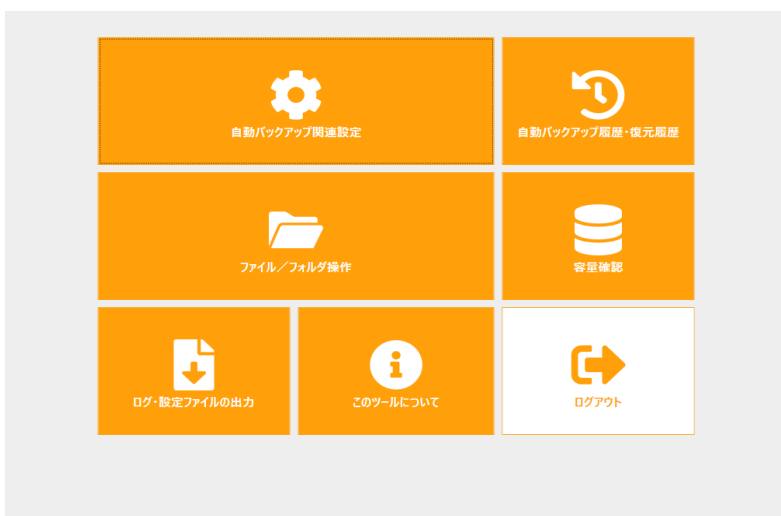 自動バックアップ関連設定
自動バックアップ履歴・復元履歴
ファイル／フォルダ操作
容量確認
ログ・設定ファイルの出力
このツールについて
ログアウト